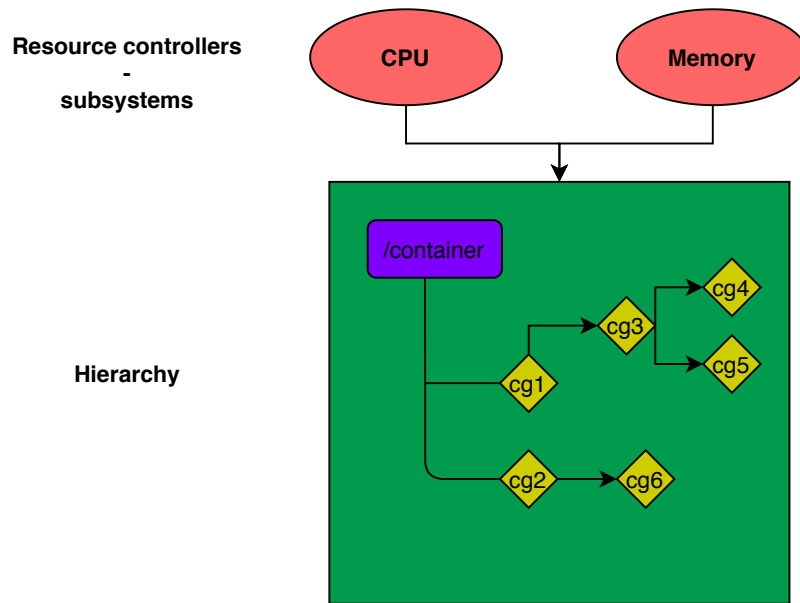 Resource controllers
-
subsystems
CPU
Memory
/container
cg4
cg3
cg5
Hierarchy
cg1
cg2
cg6